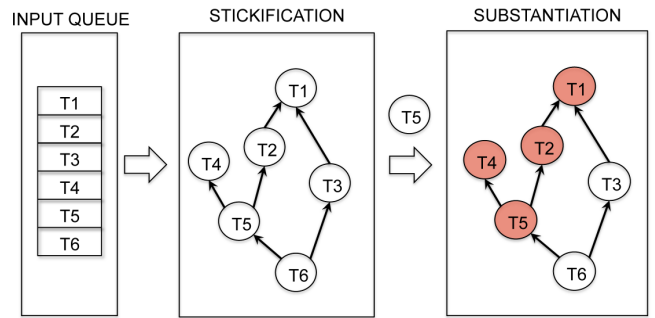 INPUT QUEUE
STICKIFICATION
SUBSTANTIATION
T1
T2
T3
T4
T5
T6
T1
T2
T4
T3
T5
T6
T5
T1
T2
T4
T3
T5
T6